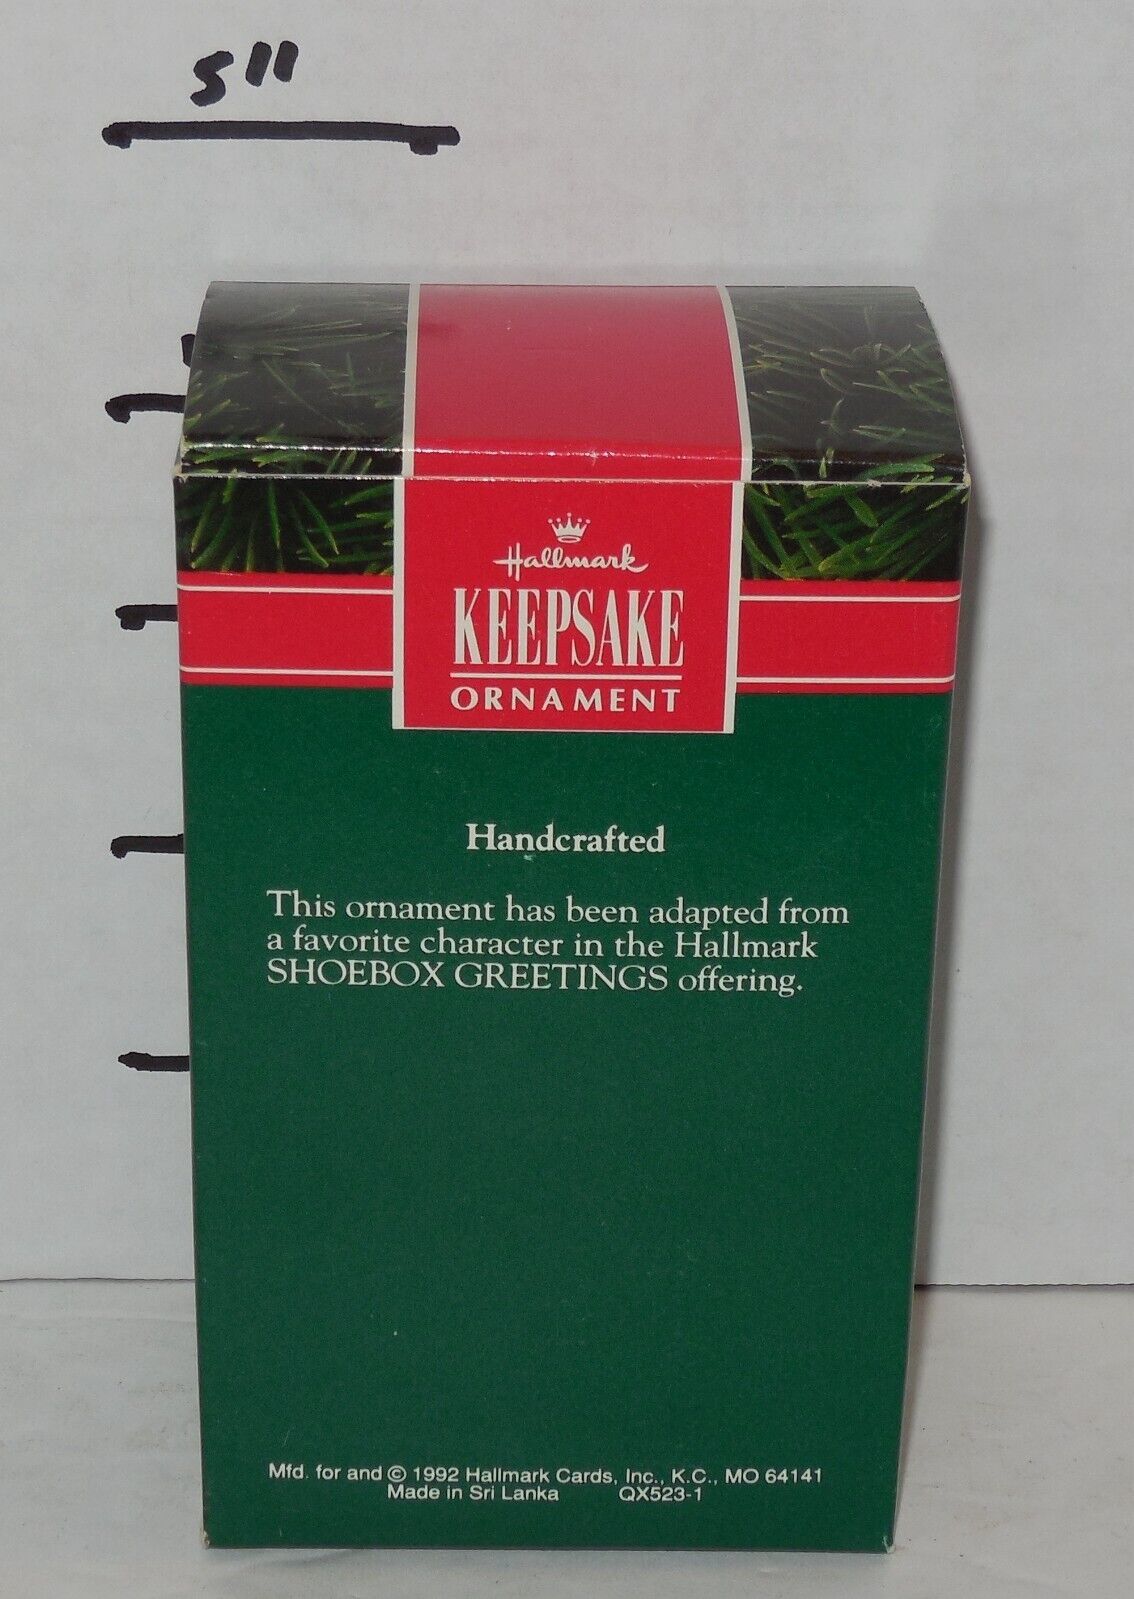 5"
Hallmark
KEEPSAKE
ORNAMENT
Handcrafted
This ornament has been adapted from
a favorite character in the Hallmark
SHOEBOX GREETINGS offering.
Mfd. for and © 1992 Hallmark Cards, Inc., K.C., MO 64141
Made in Sri Lanka QX523-1